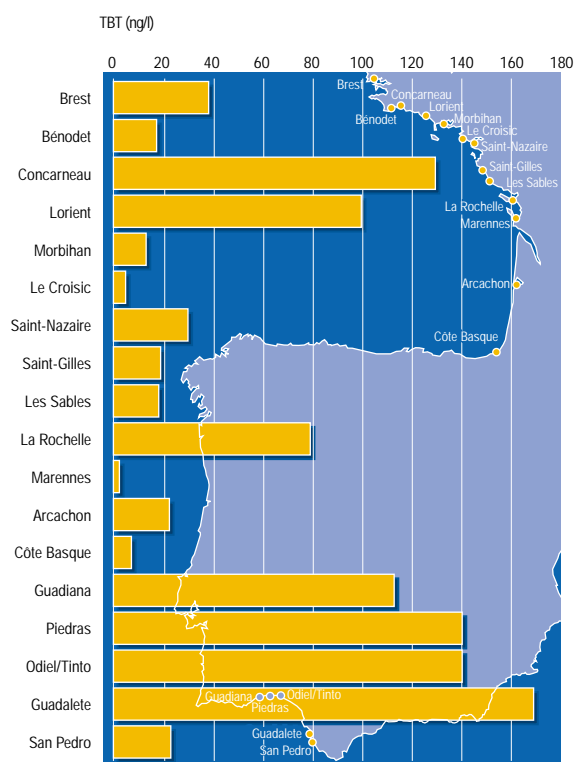 TBT (ng/l)
0 20 40 60 80 100 120 140 160 180
Brest
Bénodet
Concarneau
Lorient
Morbihan
Le Croisic
Saint-Nazaire
Saint-Gilles
Les Sables
La Rochelle
Marennes
Arcachon
Côte Basque
Guadiana
Piedras
Odiel/Tinto
Guadalete
San Pedro
Brest
Concarneau
Bénodet
Lorient
Morbihan
Le Croisic
Saint-Nazaire
Saint-Gilles
Les Sables
La Rochelle
Marennes
Arcachon
Côte Basque
Guadiana
Odiel/Tinto
Piedras
Guadalete
San Pedro